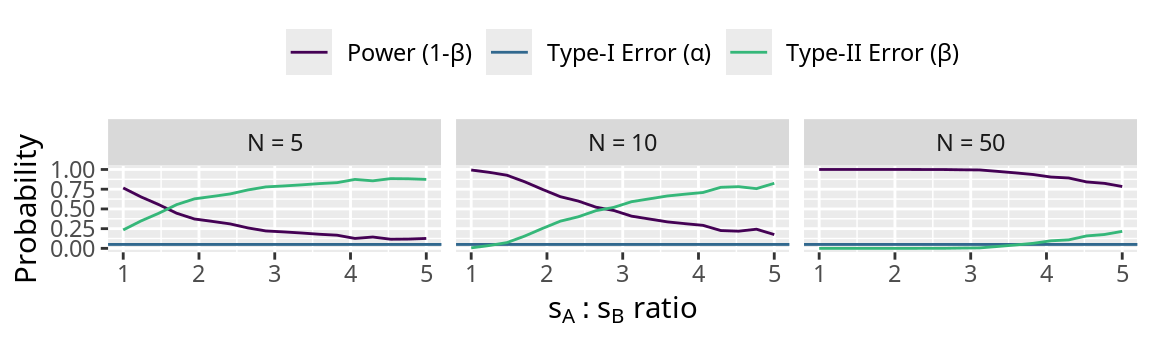 Power (1-β) Type-I Error (α) Type-II Error (β)
N = 5 N = 10 N = 50
Probability
1.00
0.75
0.50
0.25
0.00
1 2 3 4 5 1 2 3 4 5 1 2 3 4 5
sA : sB ratio